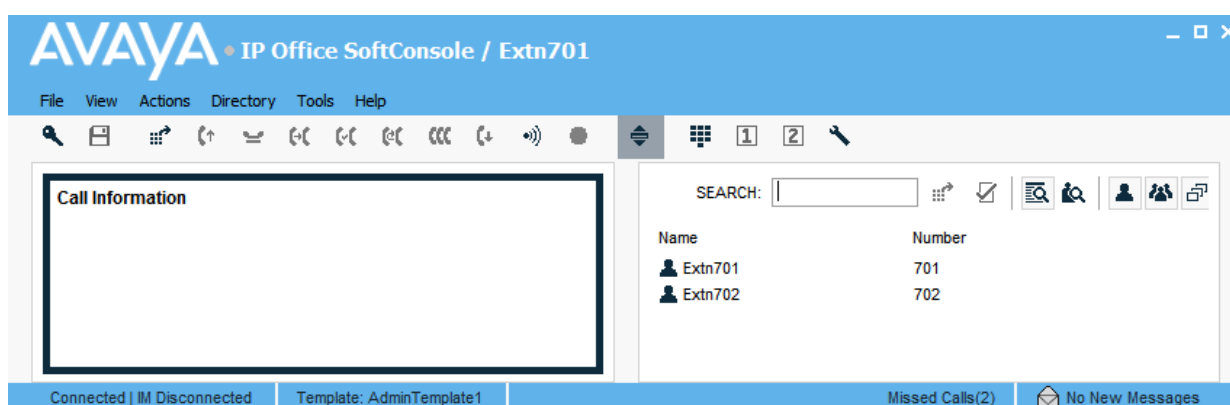 AVAYA • IP Office SoftConsole / Extn701
File View Actions Directory Tools Help
1 2
Call Information
SEARCH:
Name Number
Extn701 701
Extn702 702
Connected | IM Disconnected Template: AdminTemplate1 Missed Calls(2) No New Messages